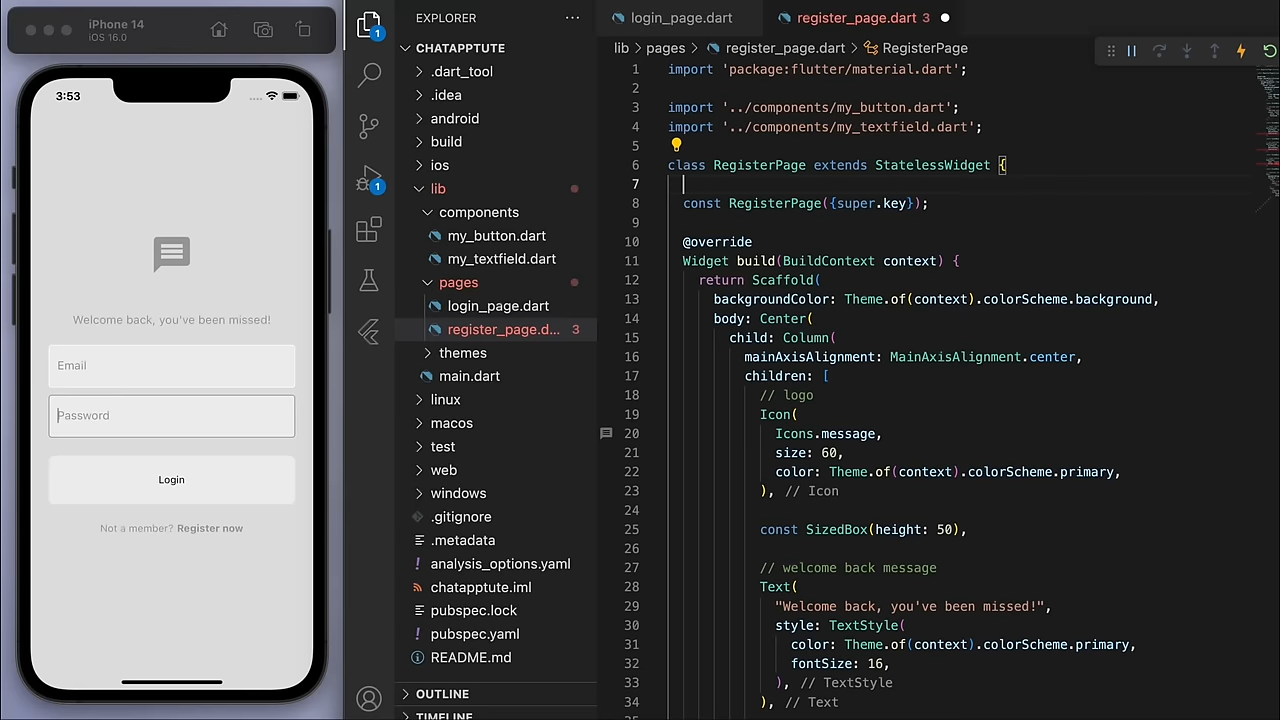 iPhone 14
iOS 16.0
3:53
Welcome back, you've been missed!
Email
Password
Login
Not a member? Register now
1
1
EXPLORER
CHATAPPTUTE
.dart_tool
.idea
android
build
ios
lib
components
my_button.dart
my_textfield.dart
pages
login_page.dart
register_page.d... 3
themes
main.dart
linux
macos
test
web
windows
.gitignore
.metadata
analysis_options.yaml
chatapptute.iml
pubspec.lock
pubspec.yaml
README.md
OUTLINE
TIMELINE
login_page.dart
register_page.dart 3
lib > pages > register_page.dart > RegisterPage
1 import 'package:flutter/material.dart';
2
3 import '../components/my_button.dart';
4 import '../components/my_textfield.dart';
5
6 class RegisterPage extends StatelessWidget {
7
8 const RegisterPage({super.key});
9
10 @override
11 Widget build(BuildContext context) {
12 return Scaffold(
13 backgroundColor: Theme.of(context).colorScheme.background,
14 body: Center(
15 child: Column(
16 mainAxisAlignment: MainAxisAlignment.center,
17 children: [
18 // logo
19 Icon(
20 Icons.message,
21 size: 60,
22 color: Theme.of(context).colorScheme.primary,
23 ), // Icon
24
25 const SizedBox(height: 50),
26
27 // welcome back message
28 Text(
29 "Welcome back, you've been missed!",
30 style: TextStyle(
31 color: Theme.of(context).colorScheme.primary,
32 fontSize: 16,
33 ), // TextStyle
34 ), // Text